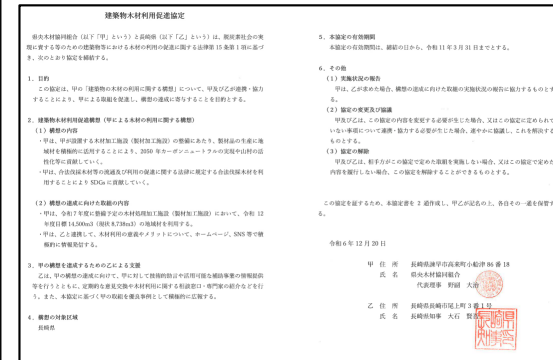 建築物木材利用促進協定
県央木材協同組合（以下「甲」という）と長崎県（以下「乙」という）は、脱炭素社会の実
現に資する等のための建築物等における木材の利用の促進に関する法律第 15 条第 1 項に基づ
き、次のとおり協定を締結する。
１．目的
この協定は、甲の「建築物の木材の利用に関する構想」について、甲及び乙が連携・協力
することにより、甲による取組を促進し、構想の達成に寄与することを目的とする。
２．建築物木材利用促進構想（甲による木材の利用に関する構想）
（１）構想の内容
・甲は、甲が設置する木材加工施設（製材加工施設）の整備にあたり、製材品の生産に地
域材を積極的に活用することにより、2050 年カーボンニュートラルの実現や山村の活
性化等に貢献していく。
・甲は、合法伐採木材等の流通及び利用の促進に関する法律に規定する合法伐採木材を利
用することにより SDGs に貢献していく。
（２）構想の達成に向けた取組の内容
・甲は、令和７年度に整備予定の木材処理加工施設（製材加工施設）において、令和 12
年度目標 14,500m3（現状 8,738m3）の地域材を利用する。
・甲は、乙と連携して、木材利用の意義やメリットについて、ホームページ、SNS 等で積
極的に情報発信する。
３．甲の構想を達成するための乙による支援
乙は、甲の構想の達成に向けて、甲に対して技術的助言や活用可能な補助事業の情報提供
等を行うとともに、定期的な意見交換や木材利用に関する相談窓口・専門家の紹介などを行
う。また、本協定に基づく甲の取組を優良事例として積極的に広報する。
４．構想の対象区域
長崎県
５．本協定の有効期間
本協定の有効期間は、締結の日から、令和 11 年 3 月 31 日までとする。
６．その他
（１）実施状況の報告
甲は、乙が求めた場合、構想の達成に向けた取組の実施状況の報告に協力するものとす
る。
（２）協定の変更及び協議
甲及び乙は、この協定の内容を変更する必要が生じた場合、又はこの協定に定められて
いない事項について連携・協力する必要が生じた場合、速やかに協議し、これを解決する
ものとする。
（３）協定の解除
甲及び乙は、相手方がこの協定で定めた取組を実施しない場合、又はこの協定で定めた
内容を履行しない場合、この協定を解除することができるものとする。
この協定を証するため、本協定書を 2 通作成し、甲乙が記名の上、各自その一通を保管す
る。
令和 6 年 12 月 20 日
甲 住 所 長崎県諫早市高来町小船津 86 番 18
氏 名 県央木材協同組合
代表理事 野副 大治
乙 住 所 長崎県長崎市尾上町 3 番 1 号
氏 名 長崎県知事 大石 賢吾